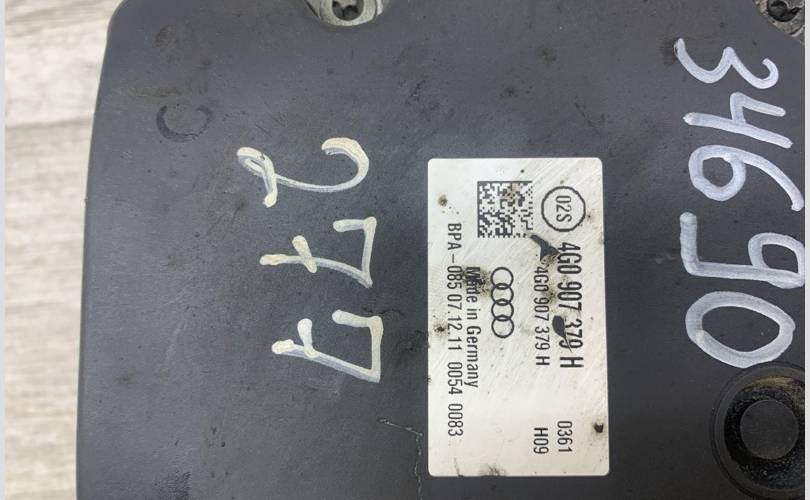 34690
02S
4G0 907 379 H 0361
4G0 907 379 H H09
Made in Germany
BPA - 085 07.12.11 0054 0083
277